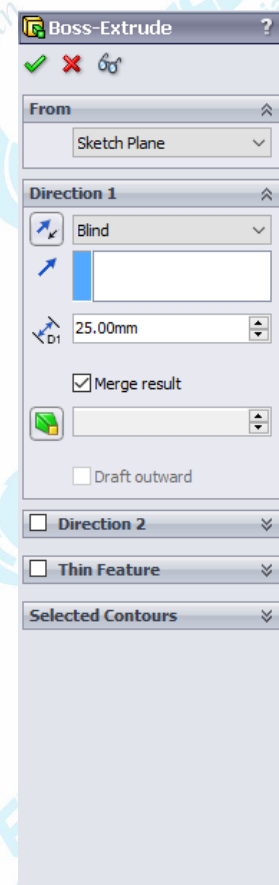 Boss-Extrude ?
From
Sketch Plane
Direction 1
Blind
D1 25.00mm
Merge result
Draft outward
Direction 2
Thin Feature
Selected Contours